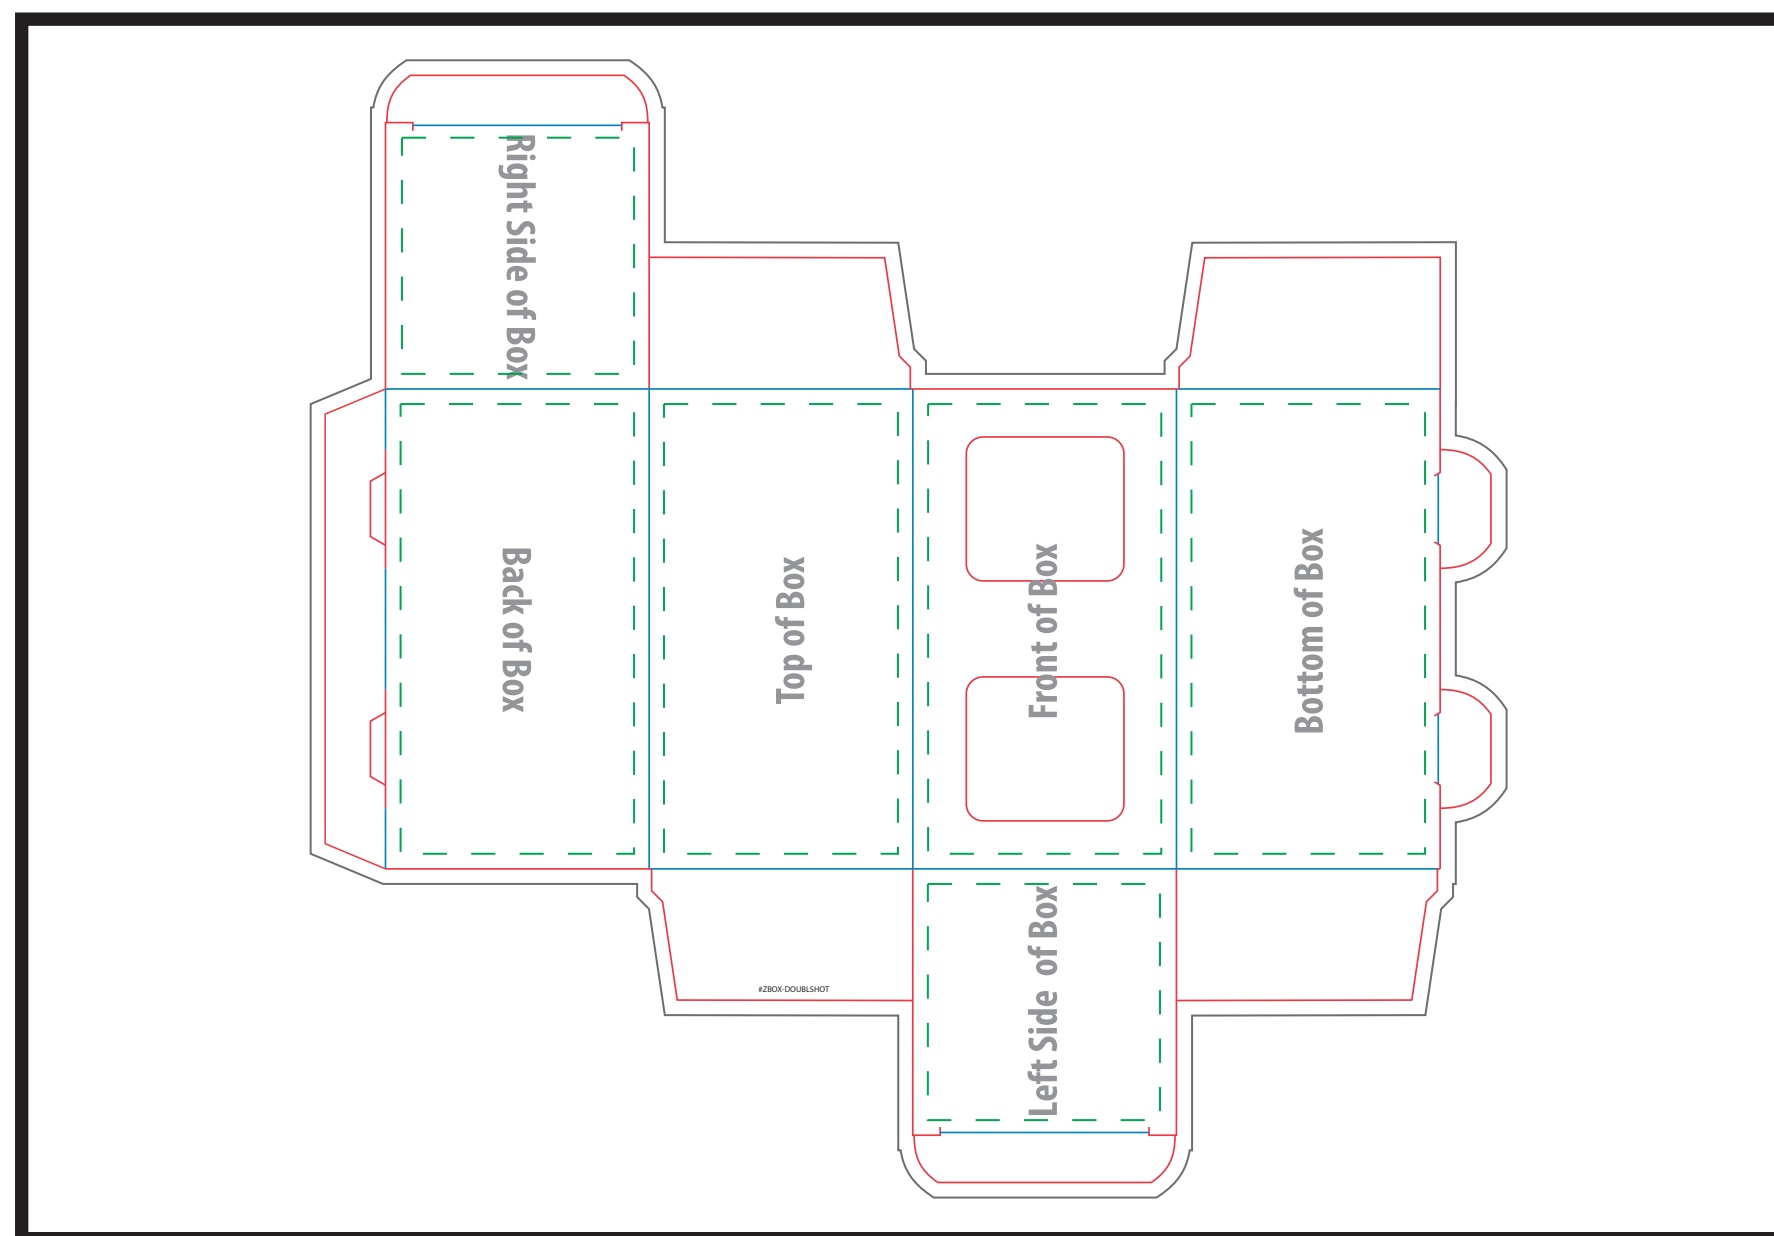 Right Side of Box
Back of Box
Top of Box
Front of Box
Bottom of Box
Left Side of Box
#ZBOX-DOUBLSHOT